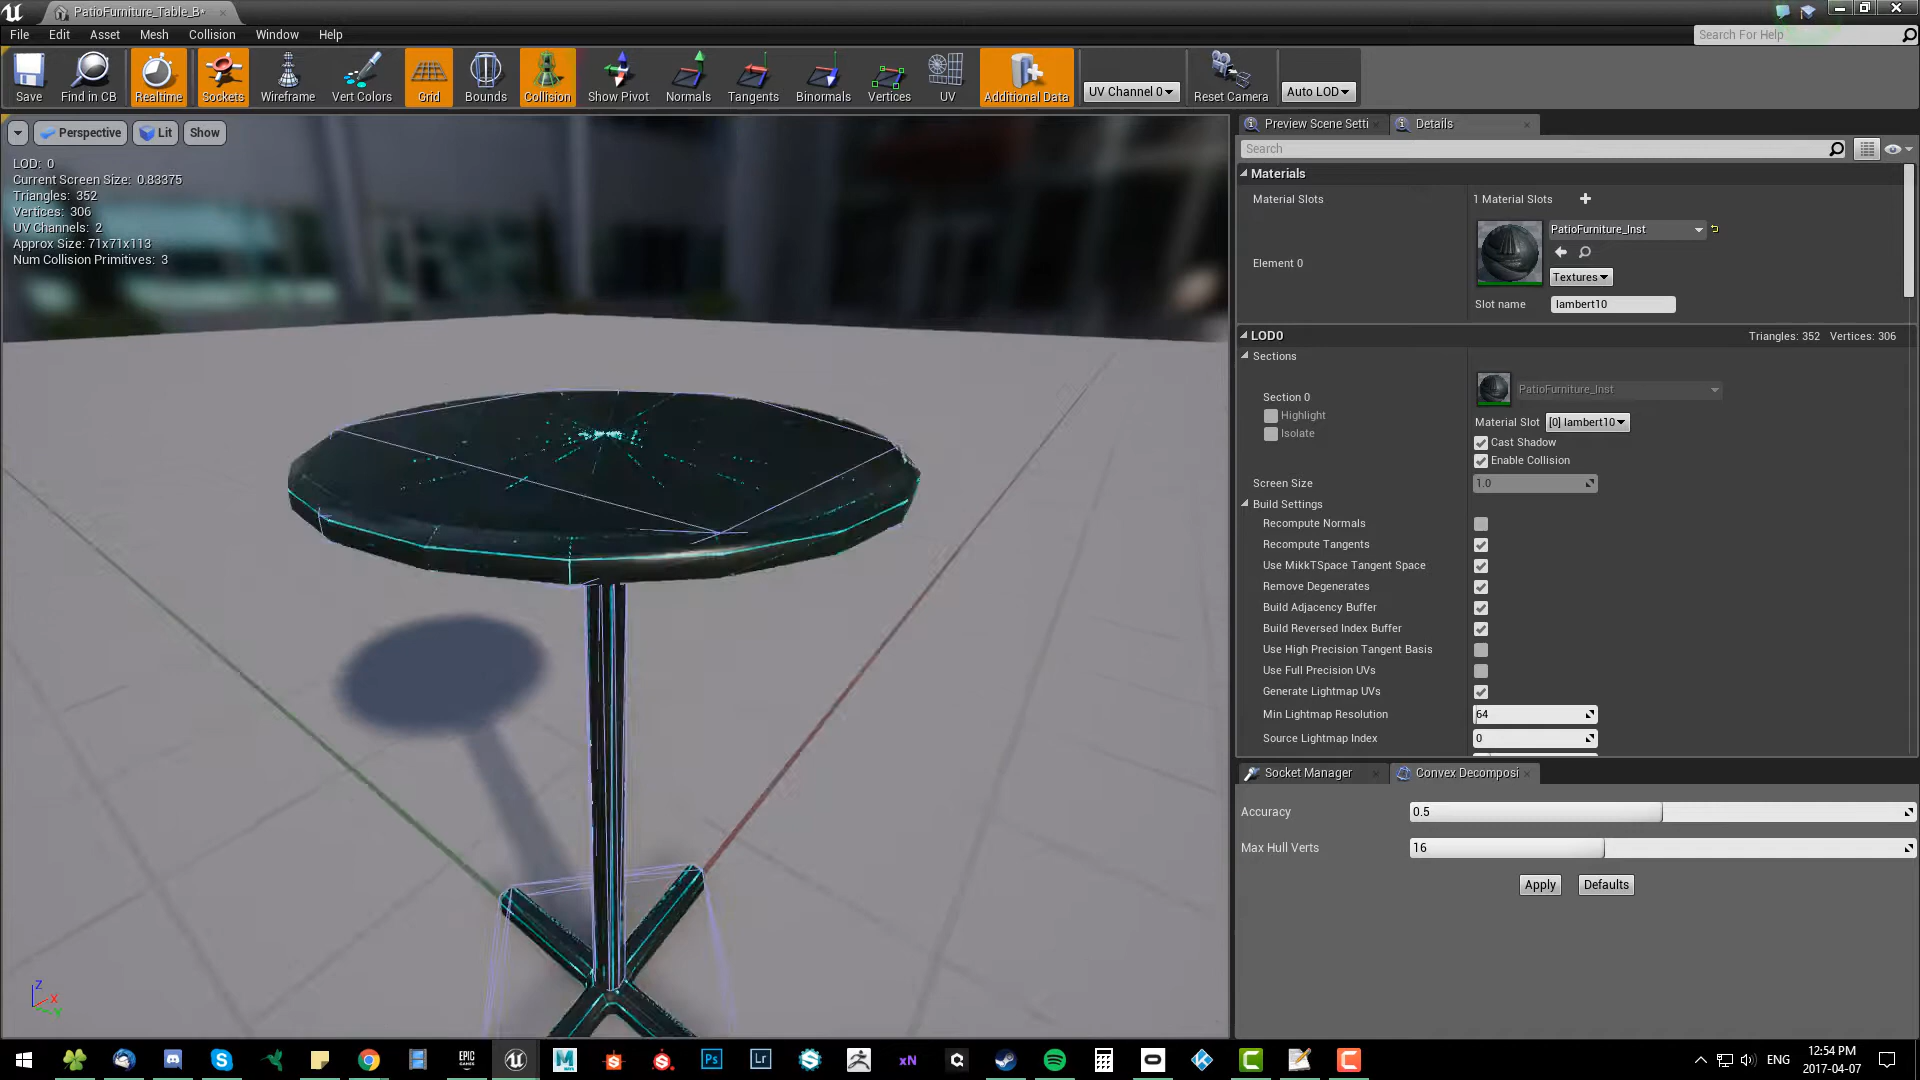 PatioFurniture_Table_B*
File Edit Asset Mesh Collision Window Help
Search For Help
Save Find in CB Realtime Sockets Wireframe Vert Colors Grid Bounds Collision Show Pivot Normals Tangents Binormals Vertices UV Additional Data UV Channel 0 Reset Camera Auto LOD
Perspective Lit Show
LOD: 0
Current Screen Size: 0.83375
Triangles: 352
Vertices: 306
UV Channels: 2
Approx Size: 71x71x113
Num Collision Primitives: 3
Preview Scene Setti Details
Search
Materials
Material Slots 1 Material Slots
PatioFurniture_Inst
Element 0
Textures
Slot name lambert10
LOD0 Triangles: 352 Vertices: 306
Sections
PatioFurniture_Inst
Section 0
Highlight
Isolate
Material Slot [0] lambert10
Cast Shadow
Enable Collision
Screen Size 1.0
Build Settings
Recompute Normals
Recompute Tangents
Use MikkTSpace Tangent Space
Remove Degenerates
Build Adjacency Buffer
Build Reversed Index Buffer
Use High Precision Tangent Basis
Use Full Precision UVs
Generate Lightmap UVs
Min Lightmap Resolution 64
Source Lightmap Index 0
Socket Manager Convex Decomposi
Accuracy 0.5
Max Hull Verts 16
Apply Defaults
Z
X
Y
EPIC GAMES
M
Ps
Lr
xN
ENG
12:54 PM
2017-04-07